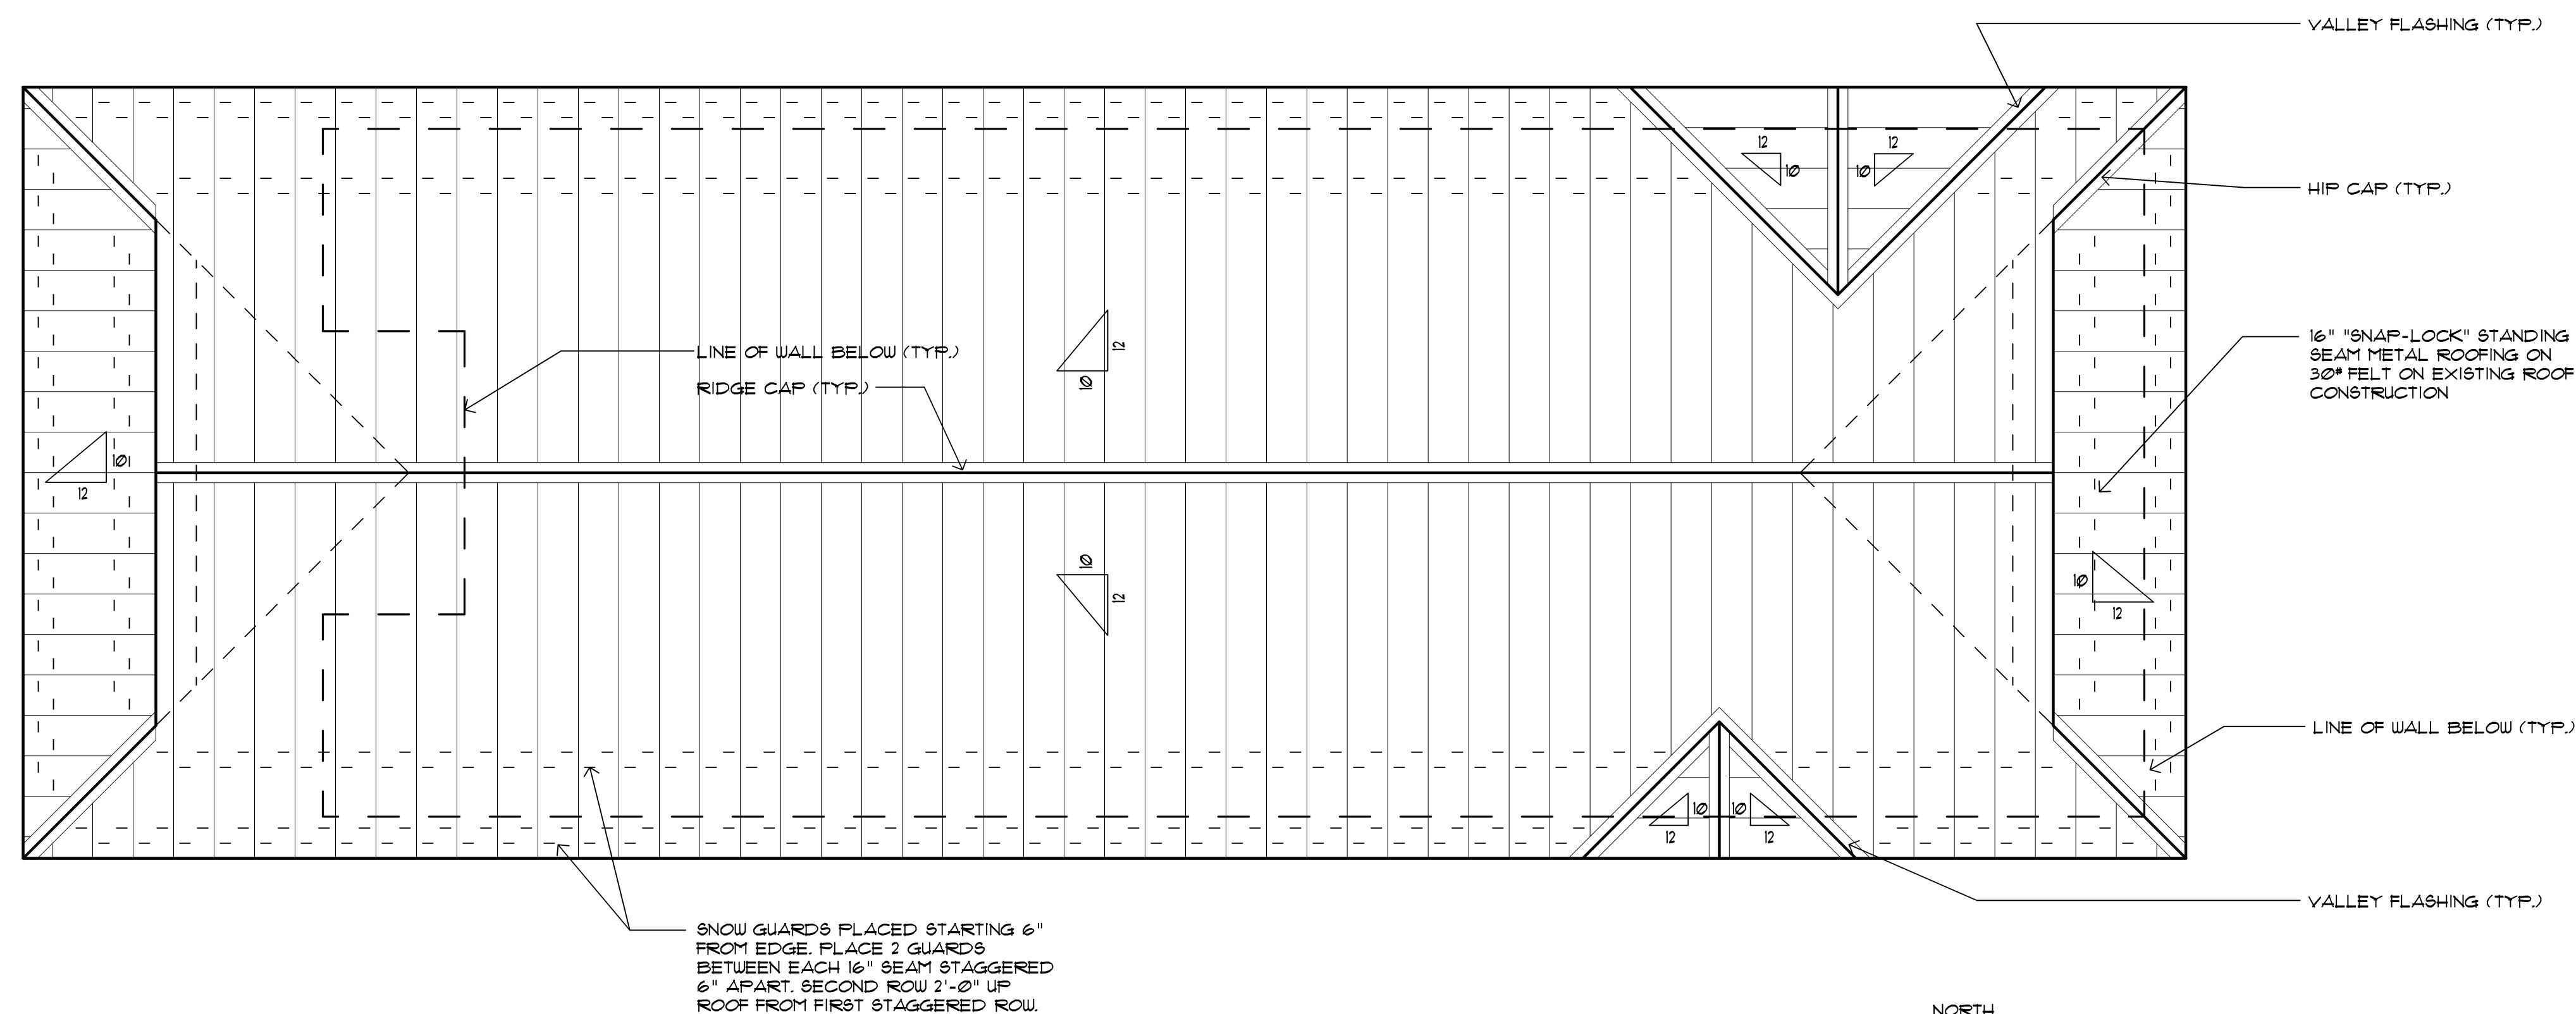 VALLEY FLASHING (TYP.)
12
12
10
10
HIP CAP (TYP.)
12
10
LINE OF WALL BELOW (TYP.)
RIDGE CAP (TYP.)
16" "SNAP-LOCK" STANDING
SEAM METAL ROOFING ON
30# FELT ON EXISTING ROOF
CONSTRUCTION
10
12
10
12
10
12
LINE OF WALL BELOW (TYP.)
10
10
12
12
VALLEY FLASHING (TYP.)
SNOW GUARDS PLACED STARTING 6"
FROM EDGE. PLACE 2 GUARDS
BETWEEN EACH 16" SEAM STAGGERED
6" APART. SECOND ROW 2'-0" UP
ROOF FROM FIRST STAGGERED ROW.
NORTH